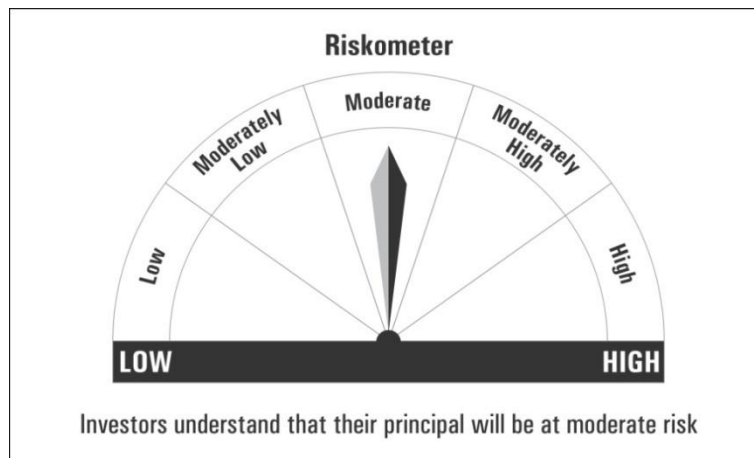 Riskometer
Moderate
Moderately
Low
Moderately
High
Low
High
LOW
HIGH
Investors understand that their principal will be at moderate risk